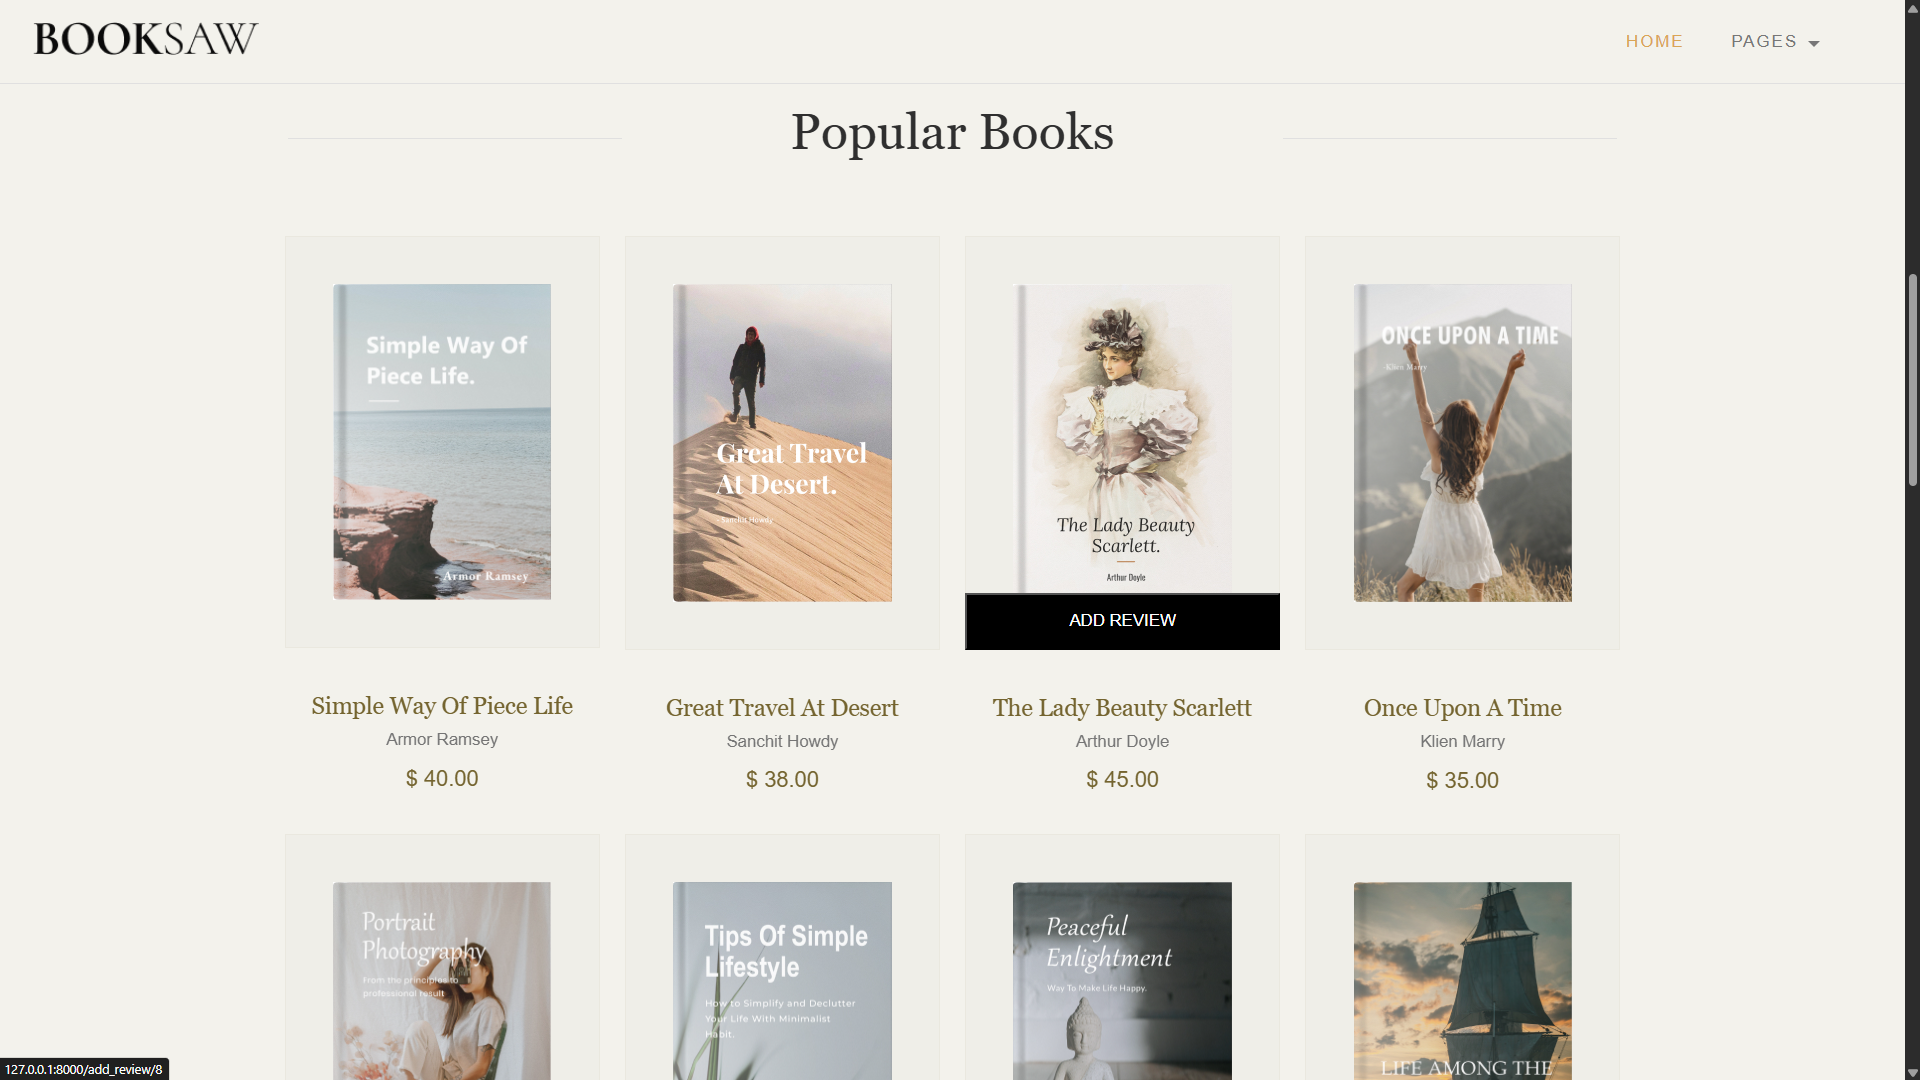 BOOKSAW
HOME
PAGES
Popular Books
Simple Way Of
Piece Life.
- Armor Ramsey
Great Travel
At Desert.
- Sanchit Howdy
The Lady Beauty
Scarlett.
Arthur Doyle
ADD REVIEW
ONCE UPON A TIME
Klien Marry
Simple Way Of Piece Life
Armor Ramsey
$ 40.00
Great Travel At Desert
Sanchit Howdy
$ 38.00
The Lady Beauty Scarlett
Arthur Doyle
$ 45.00
Once Upon A Time
Klien Marry
$ 35.00
Portrait
Photography
From the principles to
professional result
Tips Of Simple
Lifestyle
How to Simplify and Declutter
Your Life With Minimalist
Habit.
Peaceful
Enlightment
Way To Make Life Happy.
LIFE AMONG THE
127.0.0.1:8000/add_review/8